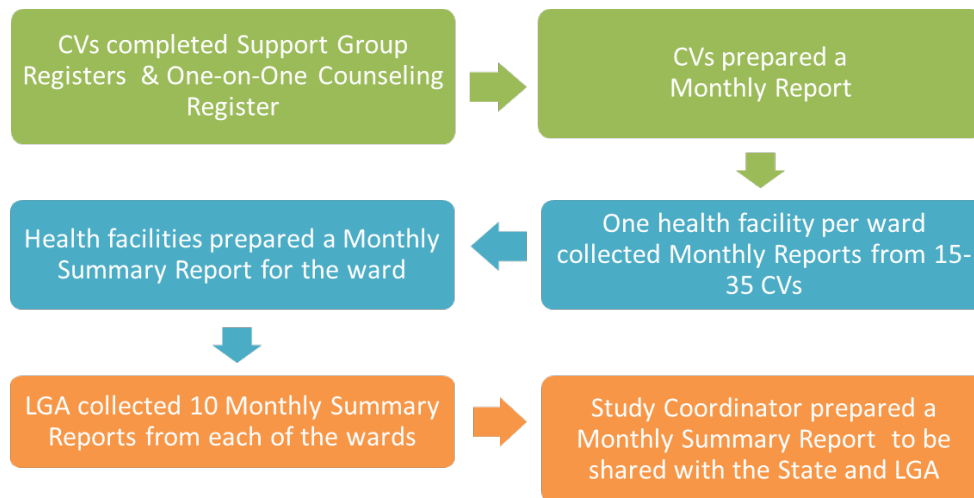 CVs completed Support Group
Registers & One-on-One Counseling
Register
CVs prepared a
Monthly Report
One health facility per ward
collected Monthly Reports from 15-
35 CVs
Health facilities prepared a Monthly
Summary Report for the ward
LGA collected 10 Monthly Summary
Reports from each of the wards
Study Coordinator prepared a
Monthly Summary Report to be
shared with the State and LGA